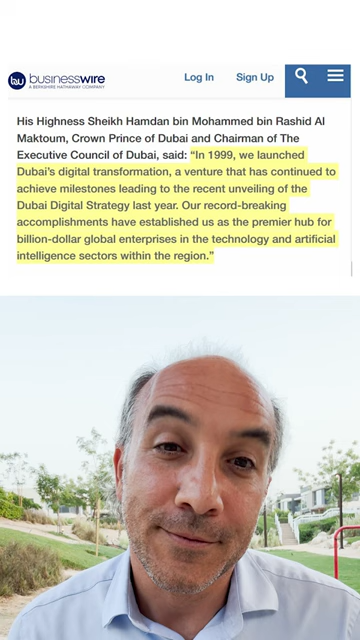 businesswire
A BERKSHIRE HATHAWAY COMPANY
Log In
Sign Up
His Highness Sheikh Hamdan bin Mohammed bin Rashid Al
Maktoum, Crown Prince of Dubai and Chairman of The
Executive Council of Dubai, said: “In 1999, we launched
Dubai’s digital transformation, a venture that has continued to
achieve milestones leading to the recent unveiling of the
Dubai Digital Strategy last year. Our record-breaking
accomplishments have established us as the premier hub for
billion-dollar global enterprises in the technology and artificial
intelligence sectors within the region.”